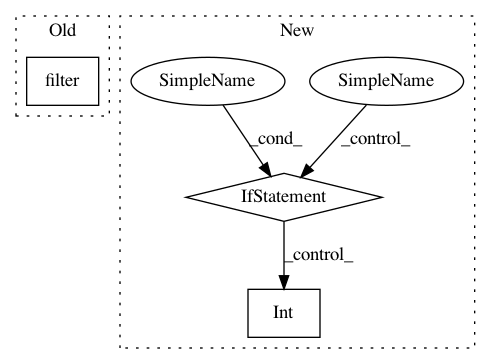 Old
New
filter
SimpleName
SimpleName
_cond_
_control_
IfStatement
_control_
Int